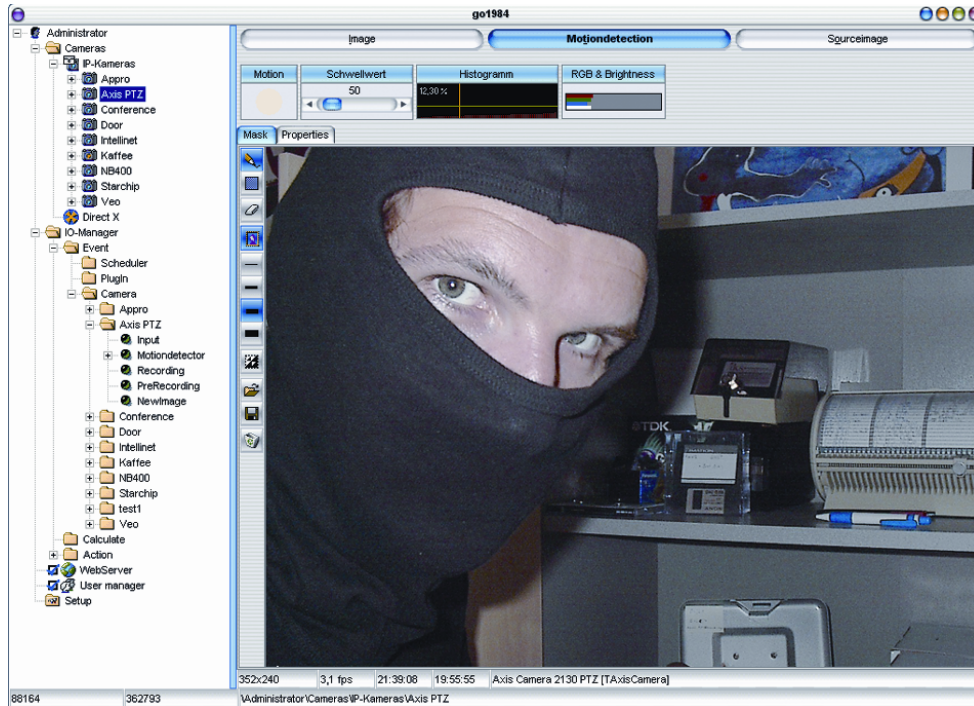 go1984
Administrator
Cameras
IP-Kameras
Appro
Axis PTZ
Conference
Door
Intellinet
Kaffee
NB400
Starchip
Veo
Direct X
IO-Manager
Event
Scheduler
PlugIn
Camera
Appro
Axis PTZ
Input
Motiondetector
Recording
PreRecording
NewImage
Conference
Door
Intellinet
Kaffee
NB400
Starchip
test1
Veo
Calculate
Action
WebServer
User manager
Setup
Image
Motiondetection
Sourceimage
Motion
Schwellwert
Histogramm
RGB & Brightness
50
12,30 %
Mask
Properties
TDK
352x240
3,1 fps
21:39:08
19:55:55
Axis Camera 2130 PTZ [TAxisCamera]
88164
362793
\Administrator\Cameras\IP-Kameras\Axis PTZ